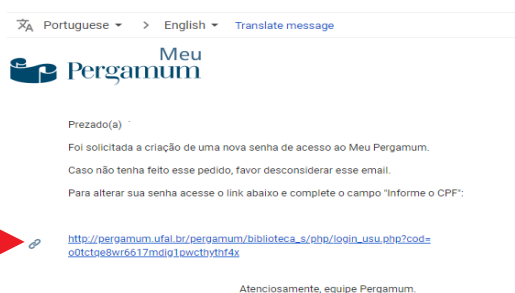 Portuguese > English Translate message
Meu
Pergamum
Prezado(a)
Foi solicitada a criação de uma nova senha de acesso ao Meu Pergamum.
Caso não tenha feito esse pedido, favor desconsiderar esse email.
Para alterar sua senha acesse o link abaixo e complete o campo "Informe o CPF":
http://pergamum.ufal.br/pergamum/biblioteca_s/php/login_usu.php?cod=
o0tctqe8wr6617mdig1pwcthythf4x
Atenciosamente, equipe Pergamum.